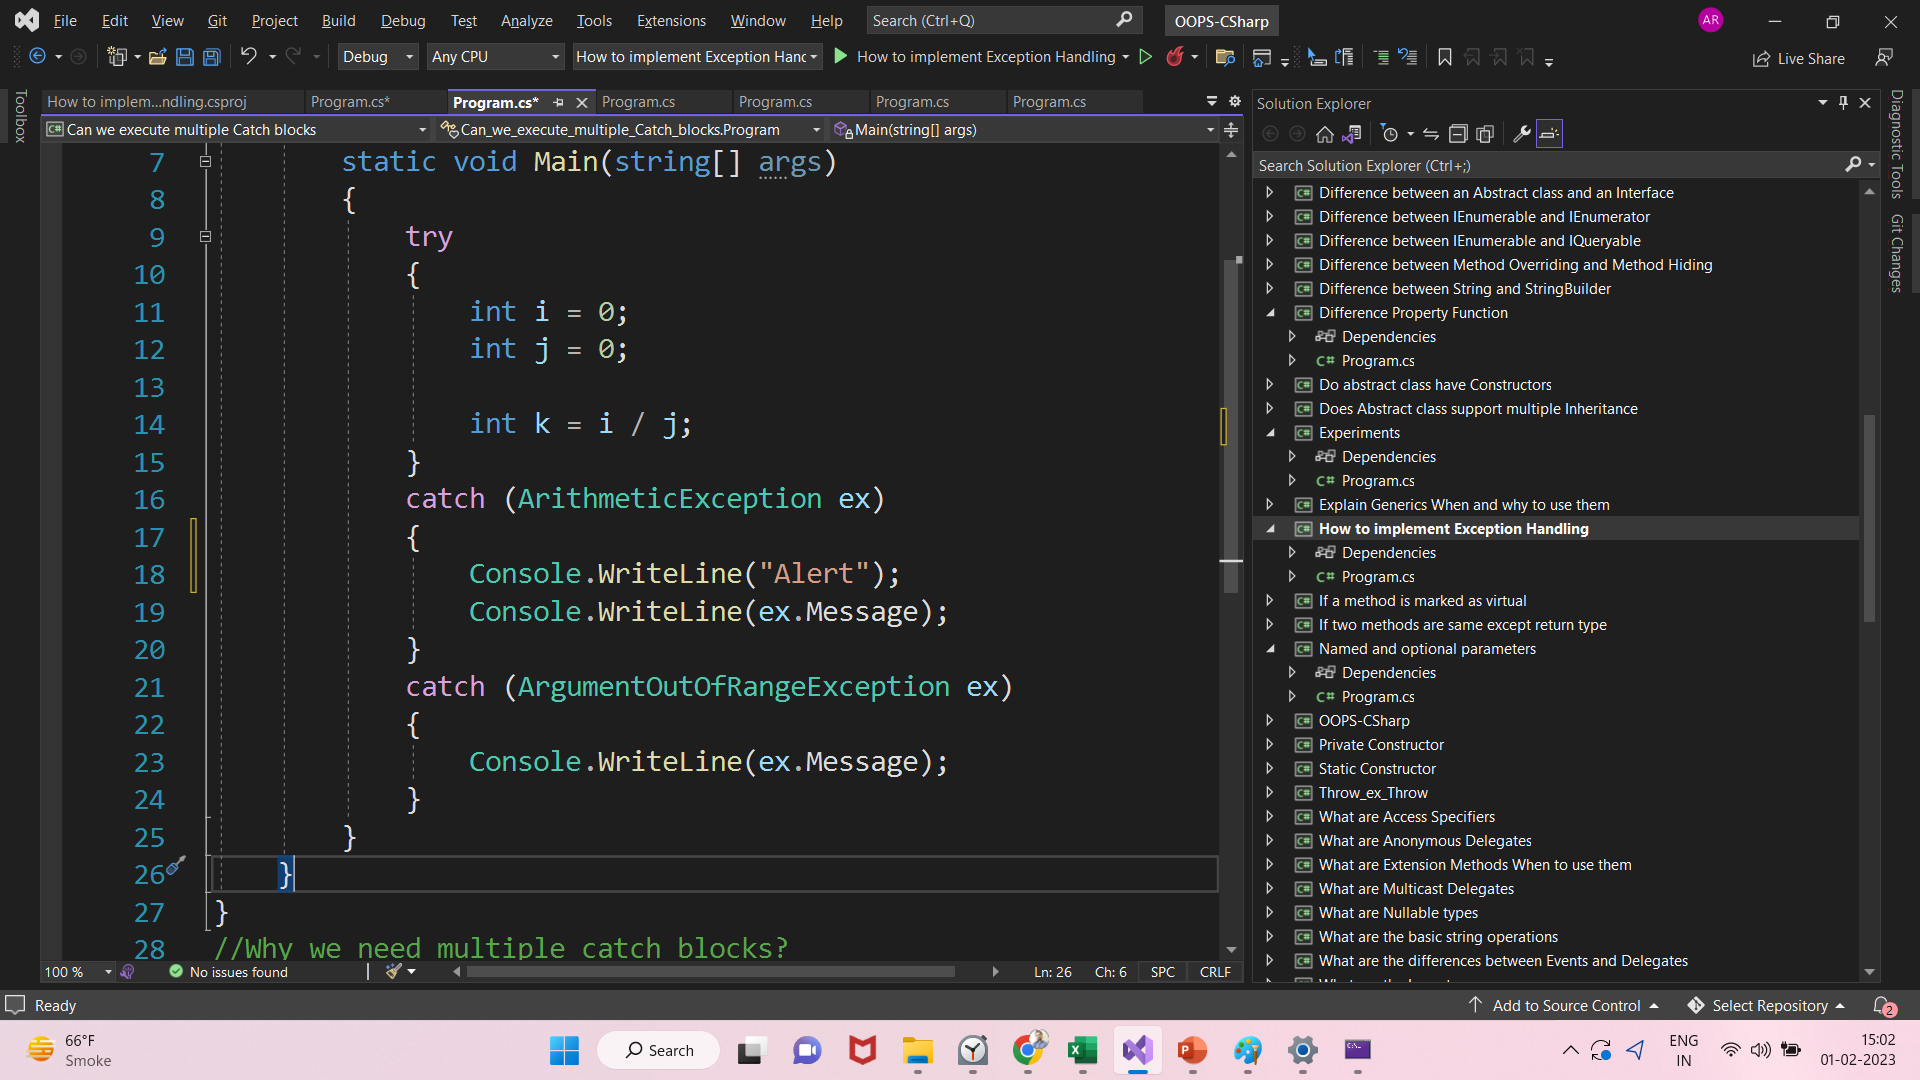 File Edit View Git Project Build Debug Test Analyze Tools Extensions Window Help Search (Ctrl+Q) OOPS-CSharp AR
Debug Any CPU How to implement Exception Hanc How to implement Exception Handling Live Share
Toolbox
How to implem...ndling.csproj Program.cs* Program.cs* Program.cs Program.cs Program.cs Program.cs
Can we execute multiple Catch blocks Can_we_execute_multiple_Catch_blocks.Program Main(string[] args)
7 static void Main(string[] args)
8 {
9 try
10 {
11 int i = 0;
12 int j = 0;
13
14 int k = i / j;
15 }
16 catch (ArithmeticException ex)
17 {
18 Console.WriteLine("Alert");
19 Console.WriteLine(ex.Message);
20 }
21 catch (ArgumentOutOfRangeException ex)
22 {
23 Console.WriteLine(ex.Message);
24 }
25 }
26 }
27 }
28 //Why we need multiple catch blocks?
100 % No issues found Ln: 26 Ch: 6 SPC CRLF
Solution Explorer
Search Solution Explorer (Ctrl+;)
C# Difference between an Abstract class and an Interface
C# Difference between IEnumerable and IEnumerator
C# Difference between IEnumerable and IQueryable
C# Difference between Method Overriding and Method Hiding
C# Difference between String and StringBuilder
C# Difference Property Function
Dependencies
C# Program.cs
C# Do abstract class have Constructors
C# Does Abstract class support multiple Inheritance
C# Experiments
Dependencies
C# Program.cs
C# Explain Generics When and why to use them
C# How to implement Exception Handling
Dependencies
C# Program.cs
C# If a method is marked as virtual
C# If two methods are same except return type
C# Named and optional parameters
Dependencies
C# Program.cs
C# OOPS-CSharp
C# Private Constructor
C# Static Constructor
C# Throw_ex_Throw
C# What are Access Specifiers
C# What are Anonymous Delegates
C# What are Extension Methods When to use them
C# What are Multicast Delegates
C# What are Nullable types
C# What are the basic string operations
C# What are the differences between Events and Delegates
Diagnostic Tools
Git Changes
Ready Add to Source Control Select Repository 2
66°F
Smoke
Search
ENG
IN
15:02
01-02-2023